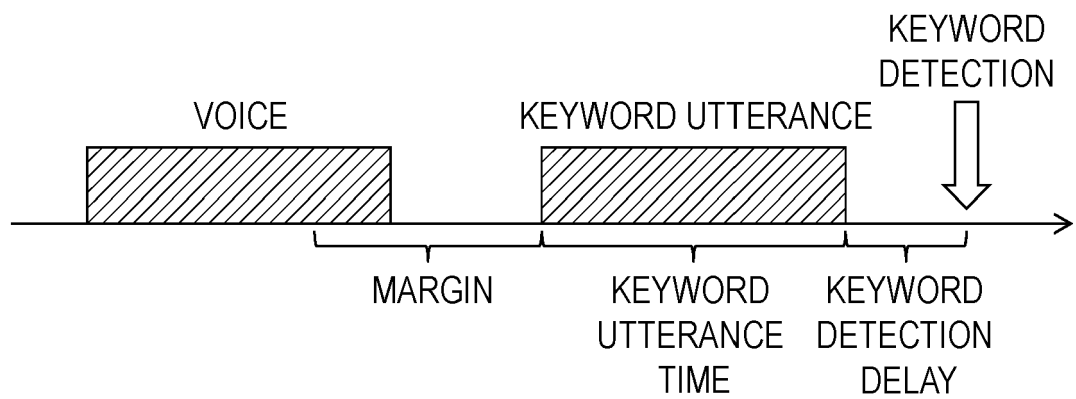 KEYWORD
DETECTION
VOICE
KEYWORD UTTERANCE
MARGIN
KEYWORD
UTTERANCE
TIME
KEYWORD
DETECTION
DELAY